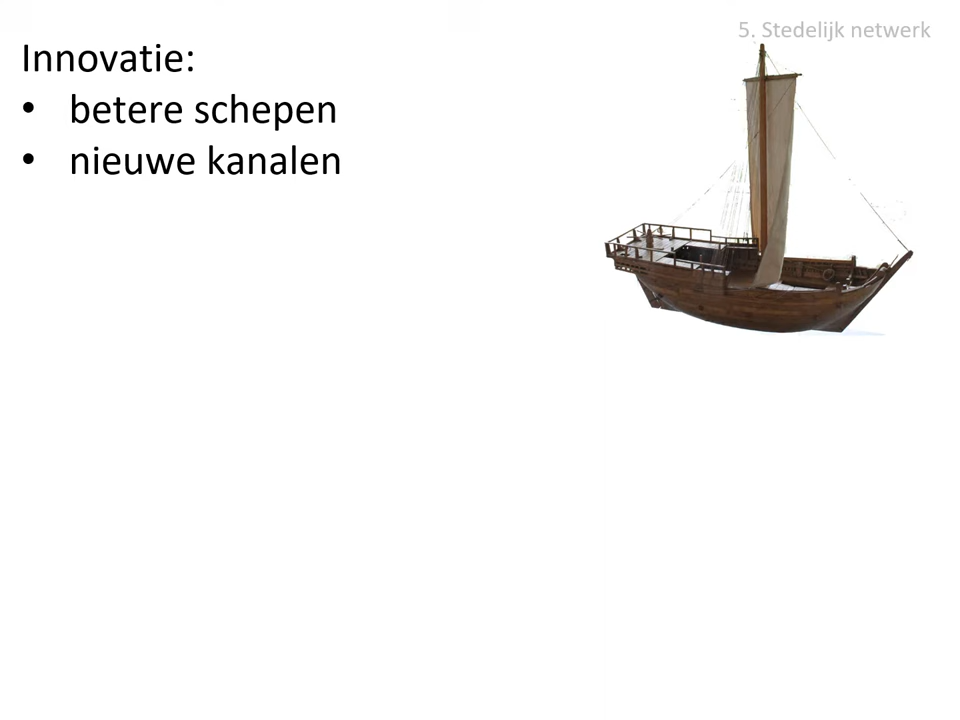 5. Stedelijk netwerk
Innovatie:
• betere schepen
• nieuwe kanalen